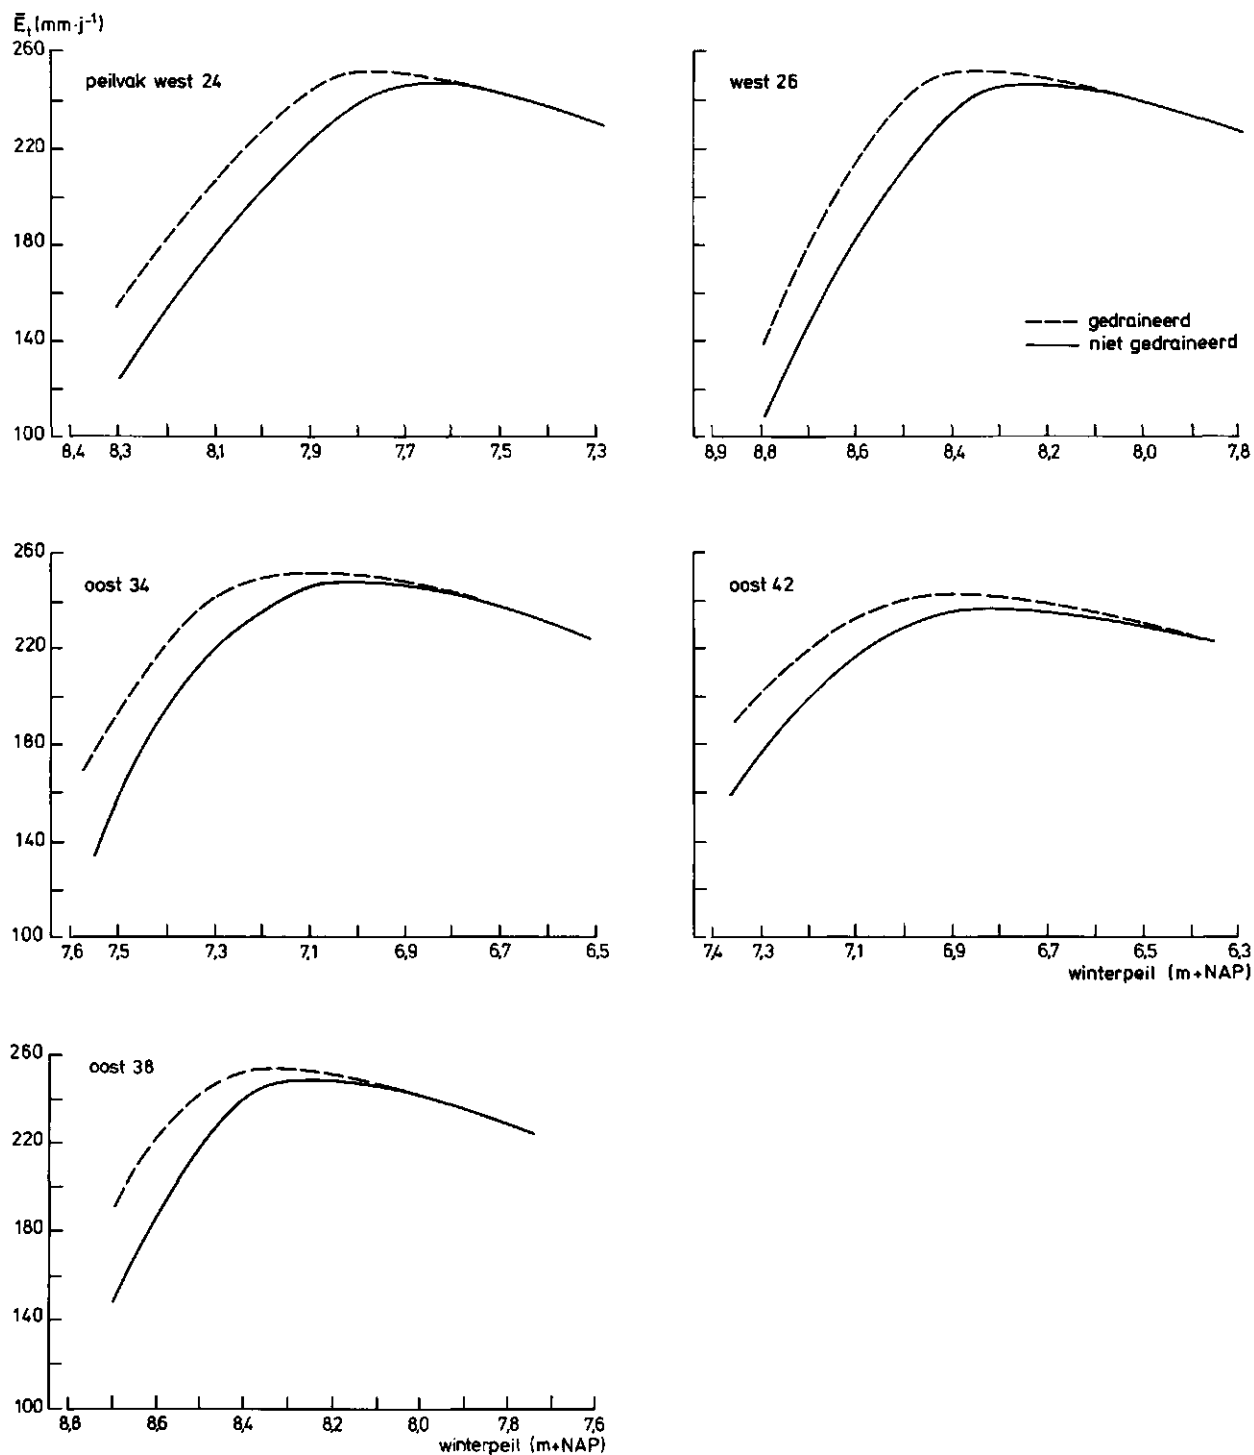 Ēt (mm·j⁻¹)
260
220
180
140
100
peilvak west 24
8,4 8,3 8,1 7,9 7,7 7,5 7,3
west 26
gedraineerd
niet gedraineerd
8,9 8,8 8,6 8,4 8,2 8,0 7,8
260
220
180
140
100
oost 34
7,6 7,5 7,3 7,1 6,9 6,7 6,5
oost 42
7,4 7,3 7,1 6,9 6,7 6,5 6,3
winterpeil (m+NAP)
260
220
180
140
100
oost 38
8,8 8,6 8,4 8,2 8,0 7,8 7,6
winterpeil (m+NAP)